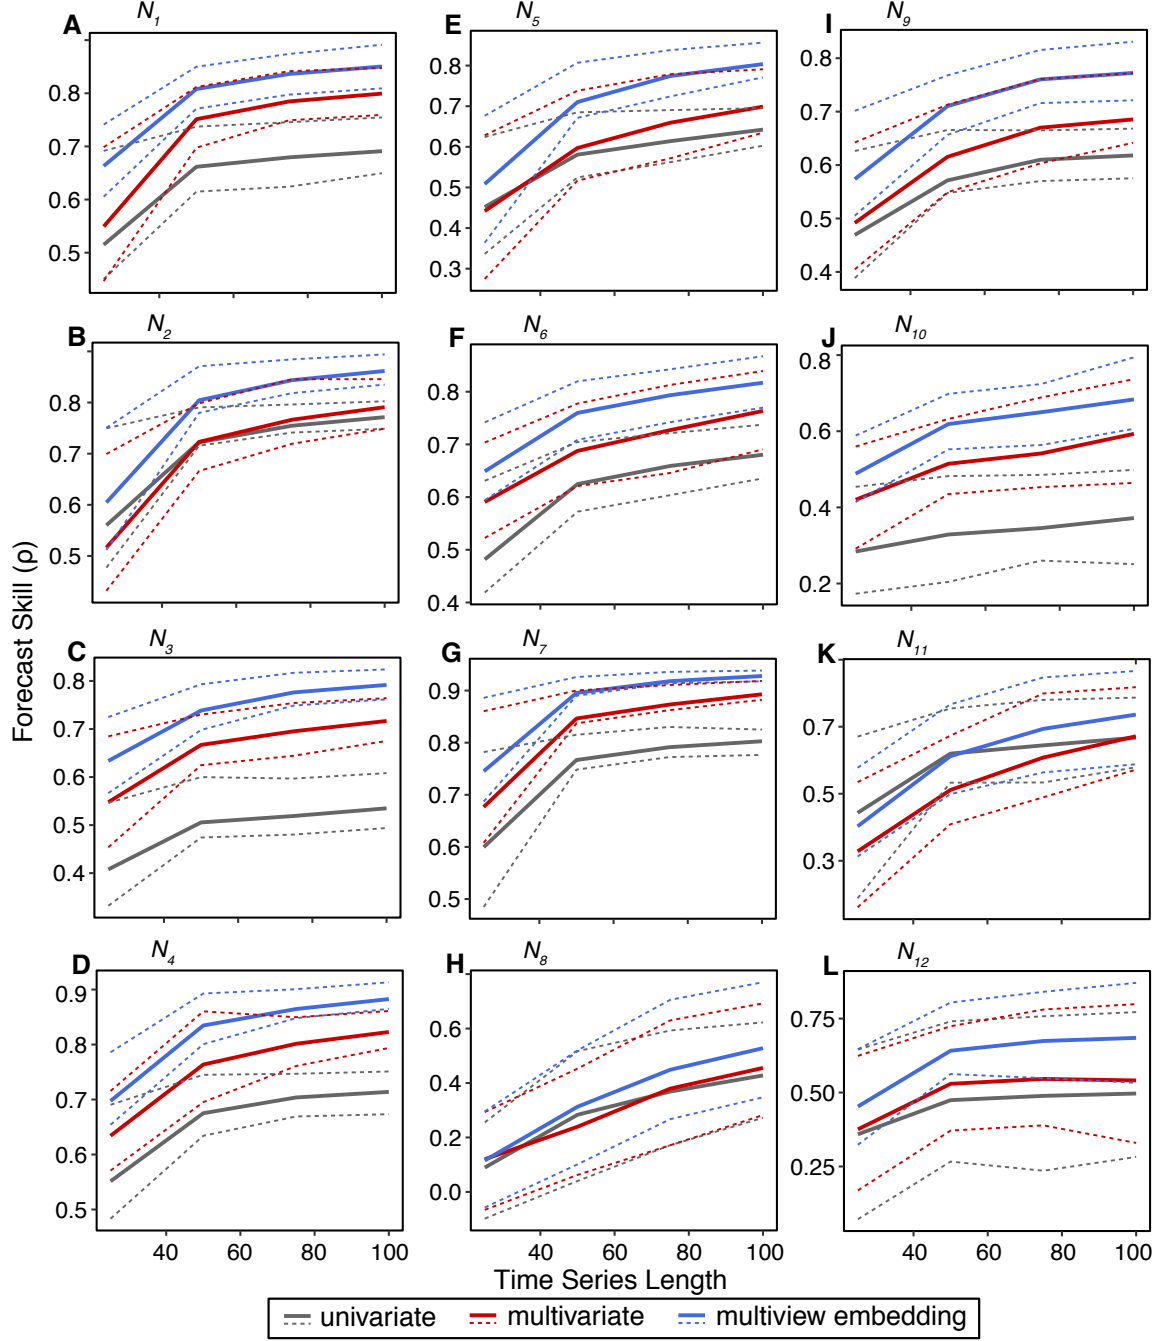 A N1 E N5 I N9
0.8 0.7 0.6 0.5
0.8 0.7 0.6 0.5 0.4 0.3
0.8 0.7 0.6 0.5 0.4
B N2 F N6 J N10
0.8 0.7 0.6 0.5
0.8 0.7 0.6 0.5 0.4
0.8 0.6 0.4 0.2
Forecast Skill (ρ)
C N3 G N7 K N11
0.8 0.7 0.6 0.5 0.4
0.9 0.8 0.7 0.6 0.5
0.7 0.5 0.3
D N4 H N8 L N12
0.9 0.8 0.7 0.6 0.5
0.6 0.4 0.2 0.0
0.75 0.50 0.25
40 60 80 100 40 60 80 100 40 60 80 100
Time Series Length
univariate multivariate multiview embedding